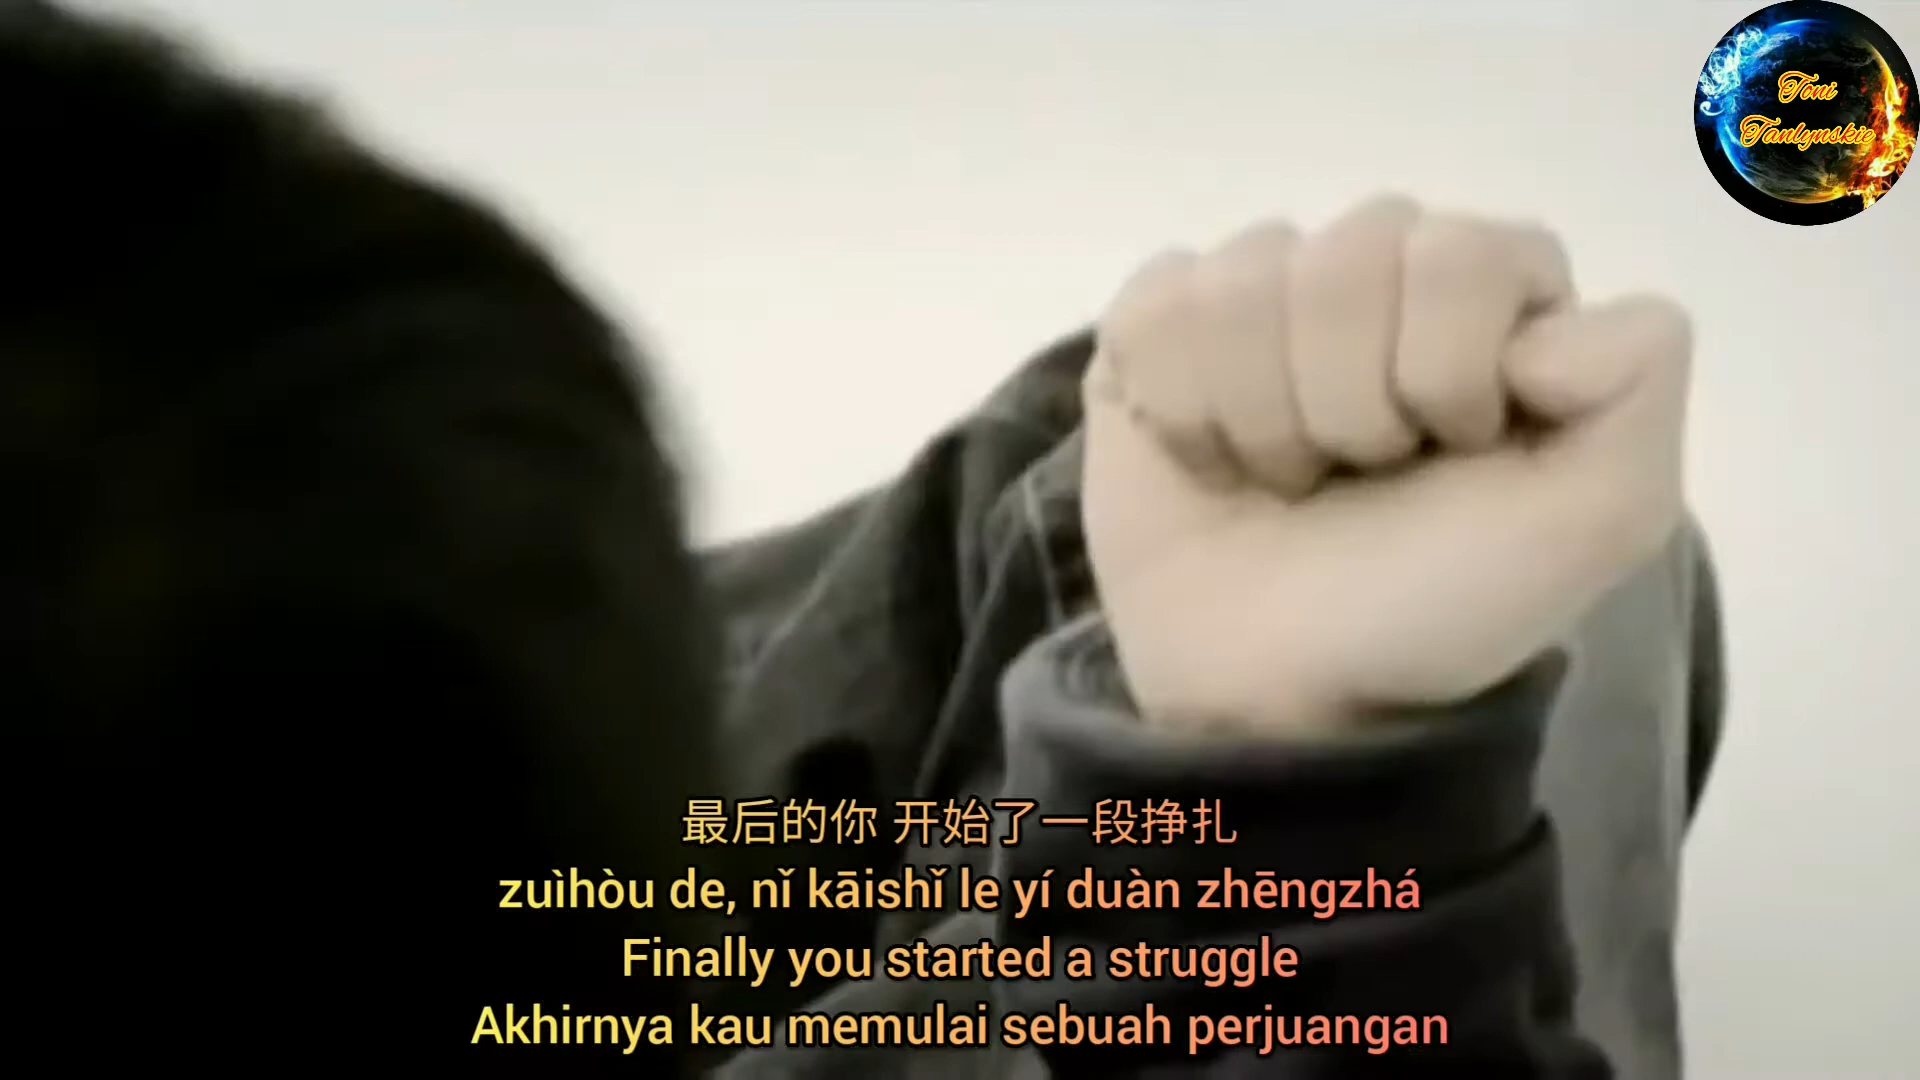 Toni
Tanlynskie
最后的你 开始了一段挣扎
zuìhòu de, nǐ kāishǐ le yí duàn zhēngzhá
Finally you started a struggle
Akhirnya kau memulai sebuah perjuangan